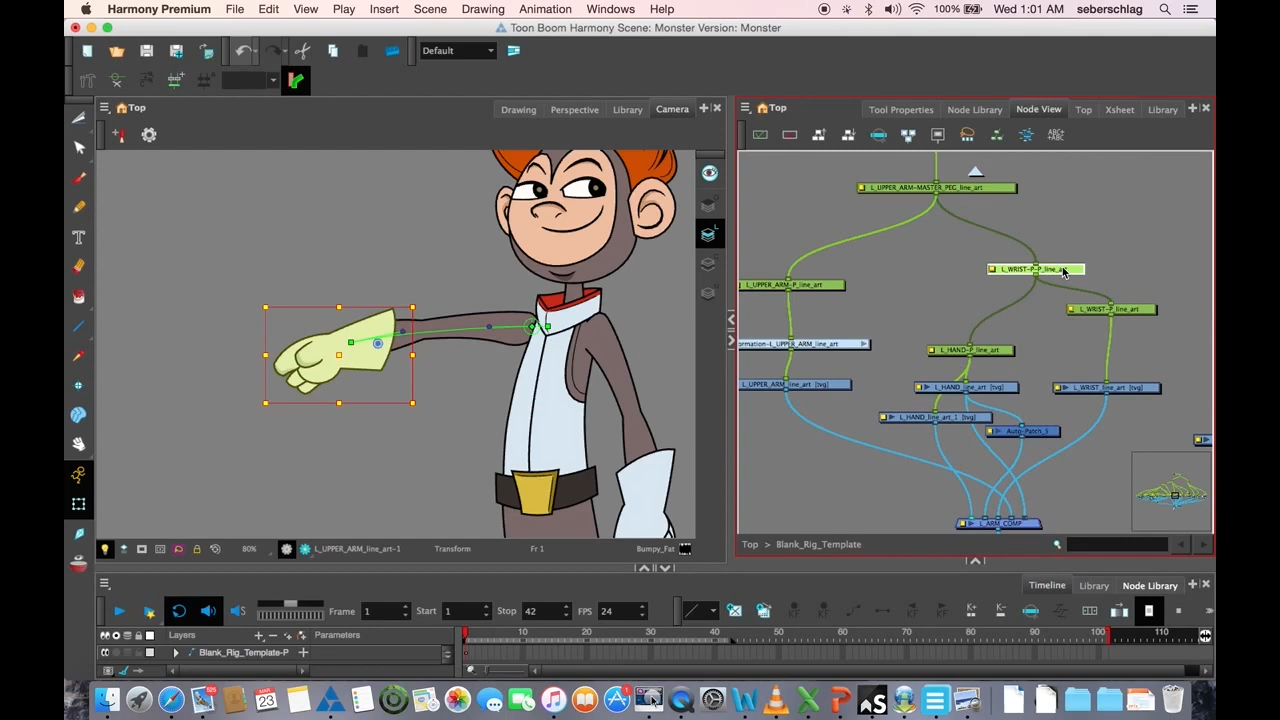 Harmony Premium File Edit View Play Insert Scene Drawing Animation Windows Help 100% Wed 1:01 AM seberschlag
Toon Boom Harmony Scene: Monster Version: Monster
Default
Top Drawing Perspective Library Camera
Top Tool Properties Node Library Node View Top Xsheet Library
ABC+
L_UPPER_ARM-MASTER_PEG_line_art
L_WRIST-P-P_line_art
L_UPPER_ARM-P_line_art
L_WRIST-P_line_art
ormation-L_UPPER_ARM_line_art
L_HAND-P_line_art
L_UPPER_ARM_line_art [tvg]
L_HAND_line_art [tvg]
L_WRIST_line_art [tvg]
L_HAND_line_art_1 [tvg]
Auto-Patch_5
L_ARM_COMP
80% L_UPPER_ARM_line_art-1 Transform Fr 1 Bumpy_Fat
Top > Blank_Rig_Template
Timeline Library Node Library
Frame 1 Start 1 Stop 42 FPS 24
Layers Parameters 10 20 30 40 50 60 70 80 90 100 110
Blank_Rig_Template-P